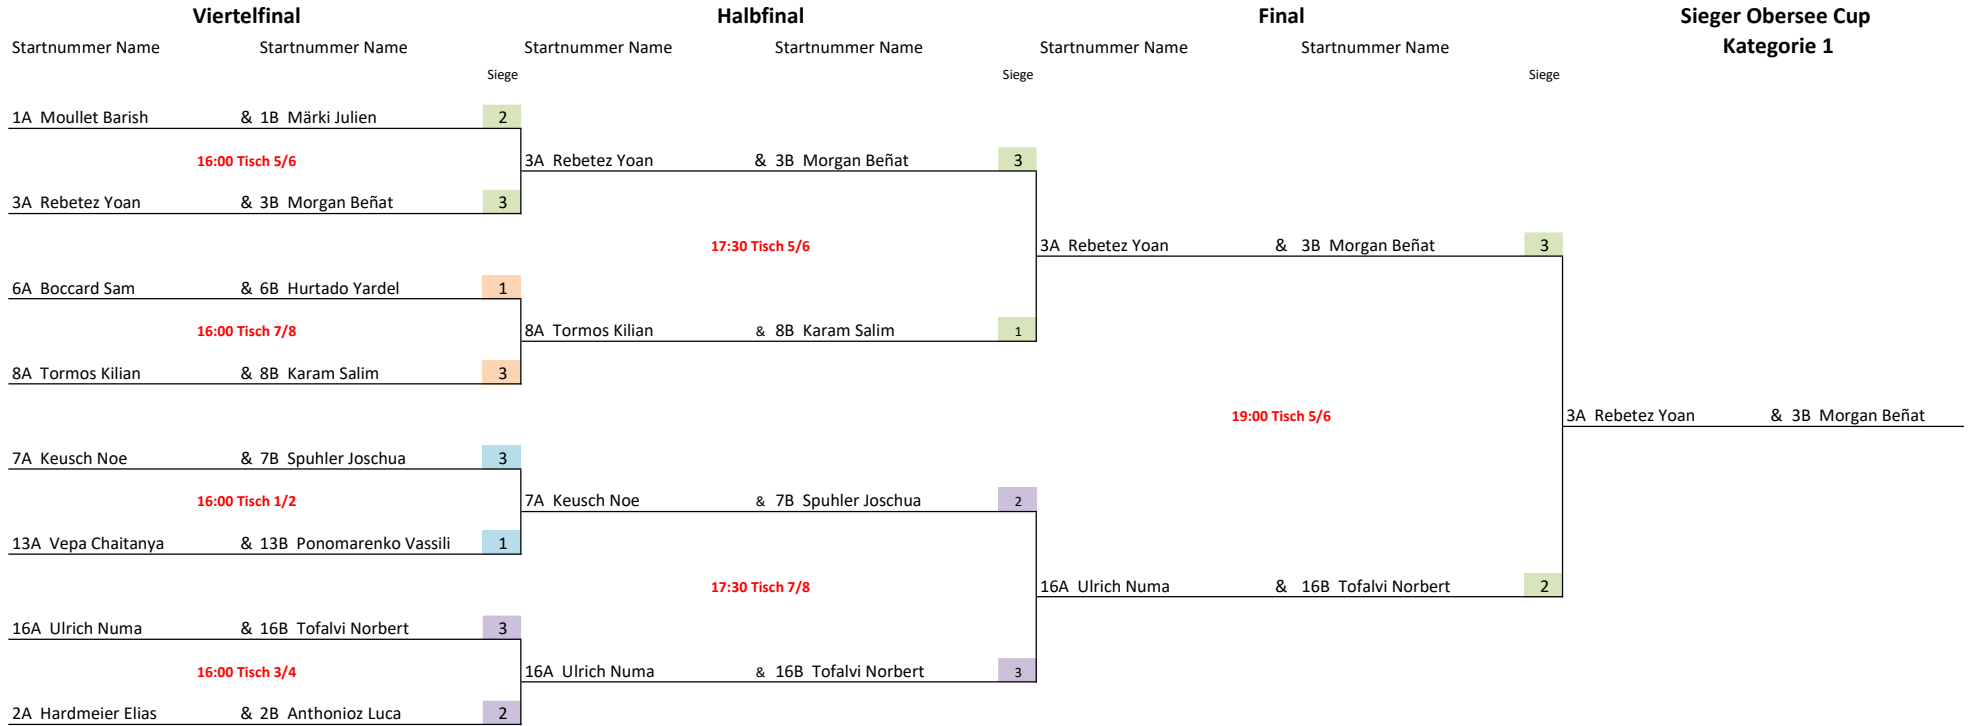 Viertelfinal Halbfinal Final Sieger Obersee Cup
Startnummer Name Startnummer Name Startnummer Name Startnummer Name Startnummer Name Startnummer Name Kategorie 1
Siege Siege Siege
1A Moullet Barish & 1B Märki Julien 2
16:00 Tisch 5/6 3A Rebetez Yoan & 3B Morgan Beñat 3
3A Rebetez Yoan & 3B Morgan Beñat 3
17:30 Tisch 5/6 3A Rebetez Yoan & 3B Morgan Beñat 3
6A Boccard Sam & 6B Hurtado Yardel 1
16:00 Tisch 7/8 8A Tormos Kilian & 8B Karam Salim 1
8A Tormos Kilian & 8B Karam Salim 3
19:00 Tisch 5/6 3A Rebetez Yoan & 3B Morgan Beñat
7A Keusch Noe & 7B Spuhler Joschua 3
16:00 Tisch 1/2 7A Keusch Noe & 7B Spuhler Joschua 2
13A Vepa Chaitanya & 13B Ponomarenko Vassili 1
17:30 Tisch 7/8 16A Ulrich Numa & 16B Tofalvi Norbert 2
16A Ulrich Numa & 16B Tofalvi Norbert 3
16:00 Tisch 3/4 16A Ulrich Numa & 16B Tofalvi Norbert 3
2A Hardmeier Elias & 2B Anthonioz Luca 2